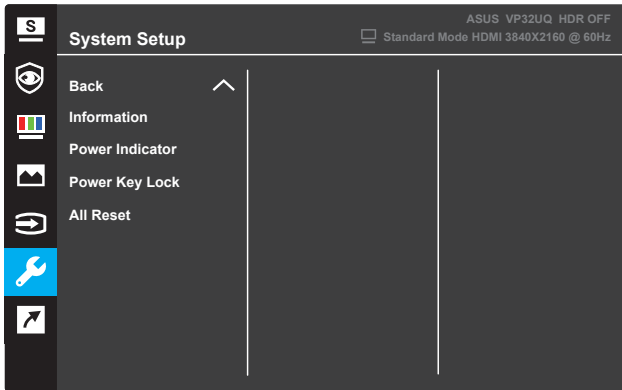 S
ASUS VP32UQ HDR OFF
System Setup
Standard Mode HDMI 3840X2160 @ 60Hz
Back
Information
Power Indicator
Power Key Lock
All Reset